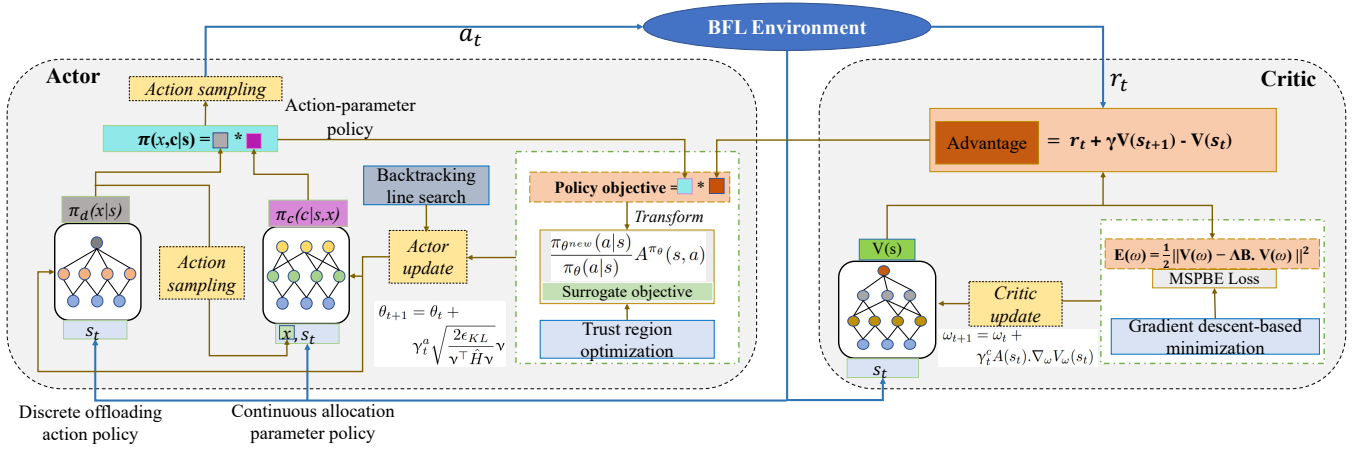 BFL Environment
a_t
r_t
Actor
Action sampling
Action-parameter
policy
π(x,c|s) = *
π_d(x|s)
π_c(c|s,x)
Action
sampling
s_t
x, s_t
Discrete offloading
action policy
Continuous allocation
parameter policy
Backtracking
line search
Actor
update
θ_{t+1} = θ_t +
γ_t^a √(2ϵ_{KL} / (v^⊤ Ĥ v)) v
Policy objective = *
Transform
π_{θ^{new}}(a|s) / π_θ(a|s) A^{π_θ}(s, a)
Surrogate objective
Trust region
optimization
Critic
Advantage = r_t + γV(s_{t+1}) - V(s_t)
V(s)
s_t
Critic
update
ω_{t+1} = ω_t +
γ_t^c A(s_t).∇_ω V_ω(s_t)
E(ω) = 1/2 ||V(ω) − ΛB. V(ω) ||^2
MSPBE Loss
Gradient descent-based
minimization